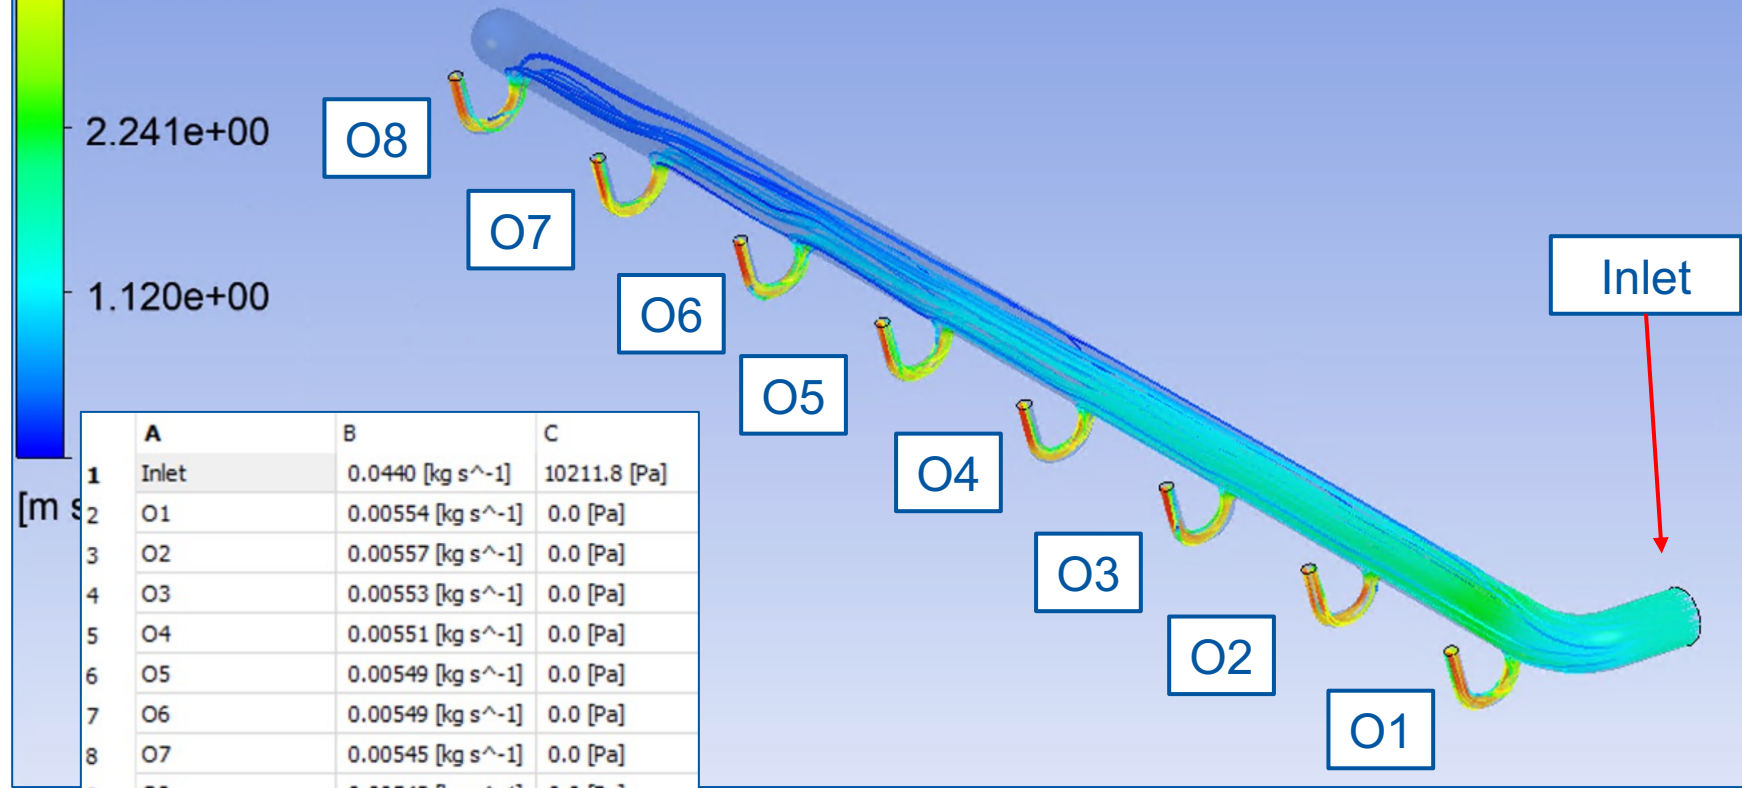 2.241e+00
1.120e+00
[m s
O8
O7
O6
O5
O4
O3
O2
O1
Inlet
A B C
1 Inlet 0.0440 [kg s^-1] 10211.8 [Pa]
2 O1 0.00554 [kg s^-1] 0.0 [Pa]
3 O2 0.00557 [kg s^-1] 0.0 [Pa]
4 O3 0.00553 [kg s^-1] 0.0 [Pa]
5 O4 0.00551 [kg s^-1] 0.0 [Pa]
6 O5 0.00549 [kg s^-1] 0.0 [Pa]
7 O6 0.00549 [kg s^-1] 0.0 [Pa]
8 O7 0.00545 [kg s^-1] 0.0 [Pa]